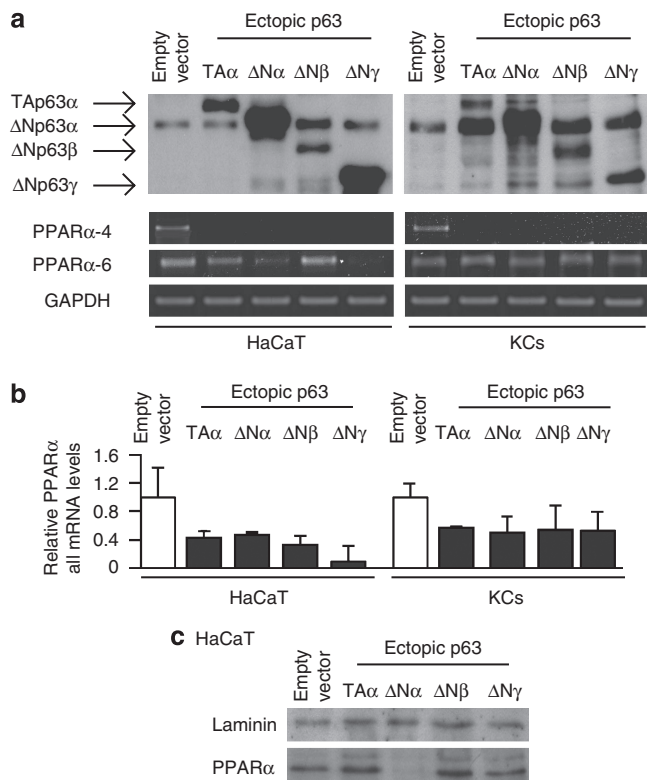 a
Ectopic p63
Ectopic p63
Empty vector
TAα ΔNα ΔNβ ΔNγ
Empty vector
TAα ΔNα ΔNβ ΔNγ
TAp63α
ΔNp63α
ΔNp63β
ΔNp63γ
PPARα-4
PPARα-6
GAPDH
HaCaT
KCs
b
Ectopic p63
Ectopic p63
Empty vector
TAα ΔNα ΔNβ ΔNγ
Empty vector
TAα ΔNα ΔNβ ΔNγ
Relative PPARα
all mRNA levels
1.6
1.2
0.8
0.4
0
HaCaT
KCs
c HaCaT
Ectopic p63
Empty vector
TAα ΔNα ΔNβ ΔNγ
Laminin
PPARα